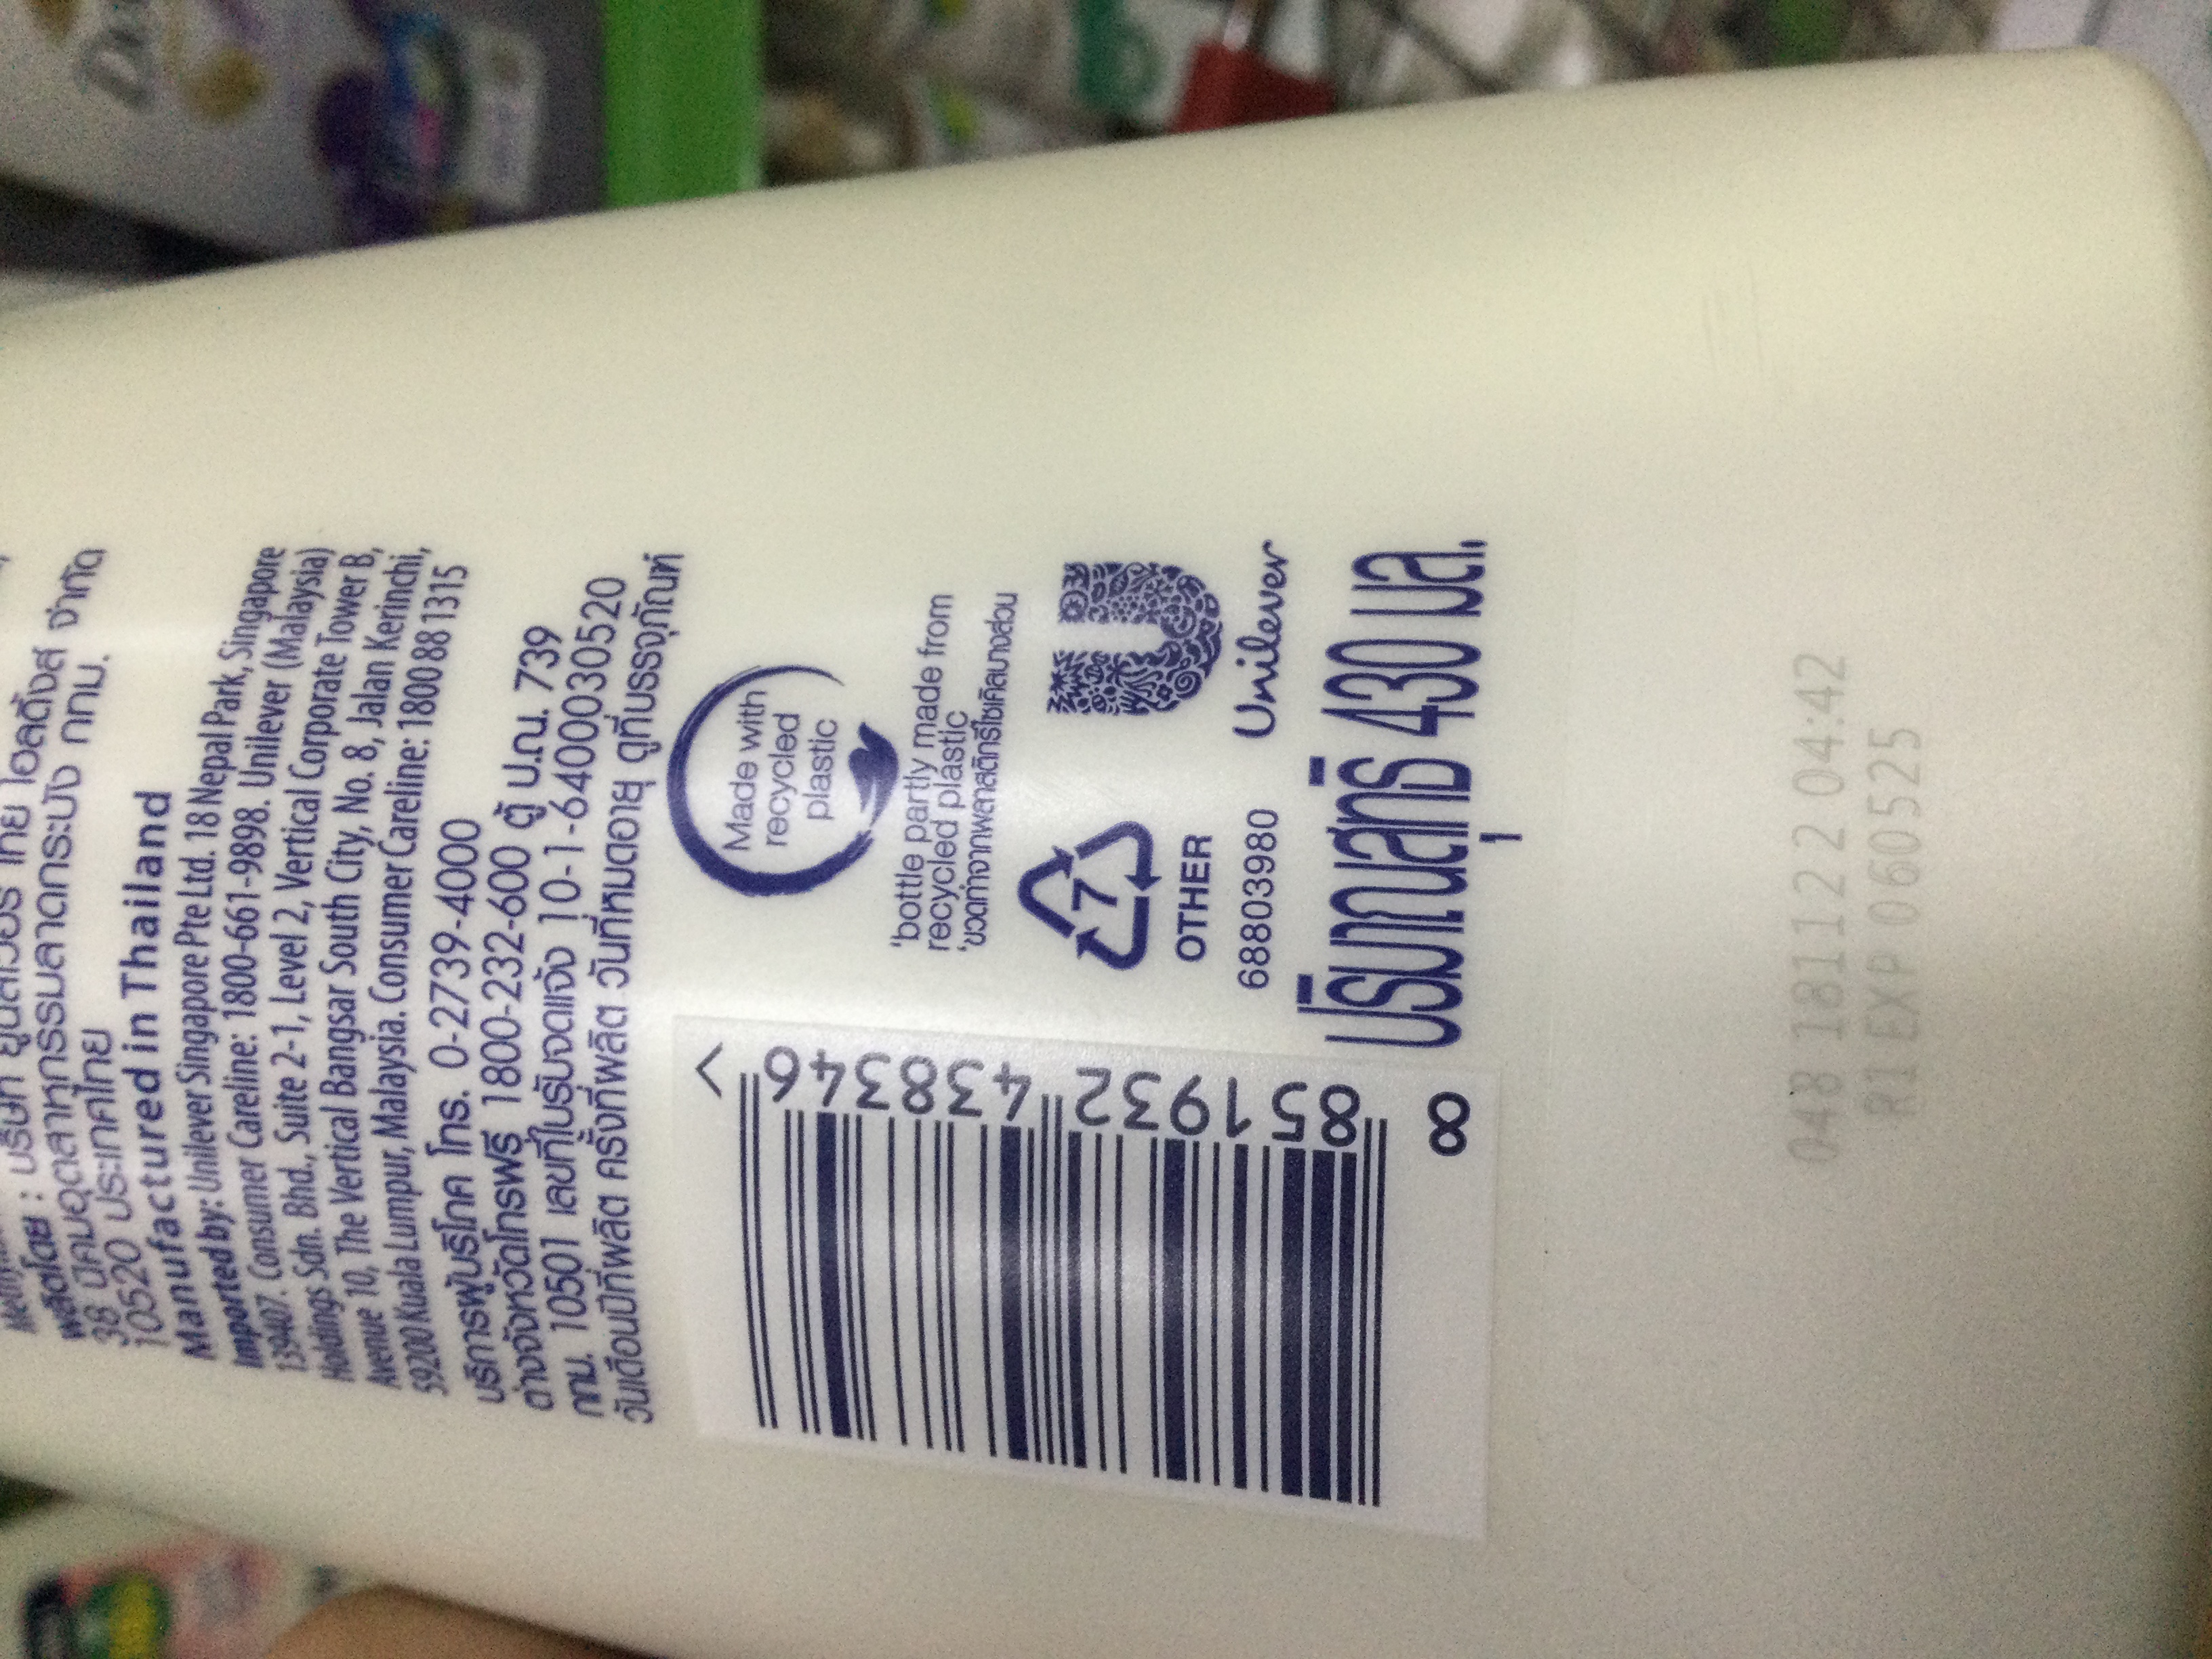 ผลิตโดย : บริษัท ยูนิลีเวอร์ ไทย โฮลดิ้งส์ จำกัด
38 นิคมอุตสาหกรรมลาดกระบัง กทม.
10520 ประเทศไทย
Manufactured in Thailand
Imported by: Unilever Singapore Pte Ltd. 18 Nepal Park, Singapore
139407. Consumer Careline: 1800-661-9898. Unilever (Malaysia)
Holdings Sdn. Bhd., Suite 2-1, Level 2, Vertical Corporate Tower B,
Avenue 10, The Vertical Bangsar South City, No. 8, Jalan Kerinchi,
59200 Kuala Lumpur, Malaysia. Consumer Careline: 1800 88 1315
บริการผู้บริโภค โทร. 0-2739-4000
ต่างจังหวัดโทรฟรี 1800-232-600 ตู้ ป.ณ. 739
กทม. 10501 เลขที่ใบรับจดแจ้ง 10-1-6400030520
วันเดือนปีที่ผลิต ครั้งที่ผลิต วันที่หมดอายุ ดูที่บรรจุภัณฑ์
Made with
recycled
plastic
'bottle partly made from
recycled plastic
'ขวดทำจากพลาสติกรีไซเคิลบางส่วน
7
OTHER
68803980
Unilever
ปริมาณสุทธิ 430 มล.
8 851932 438346 >
048 181122 04:42
R1 EXP 060525